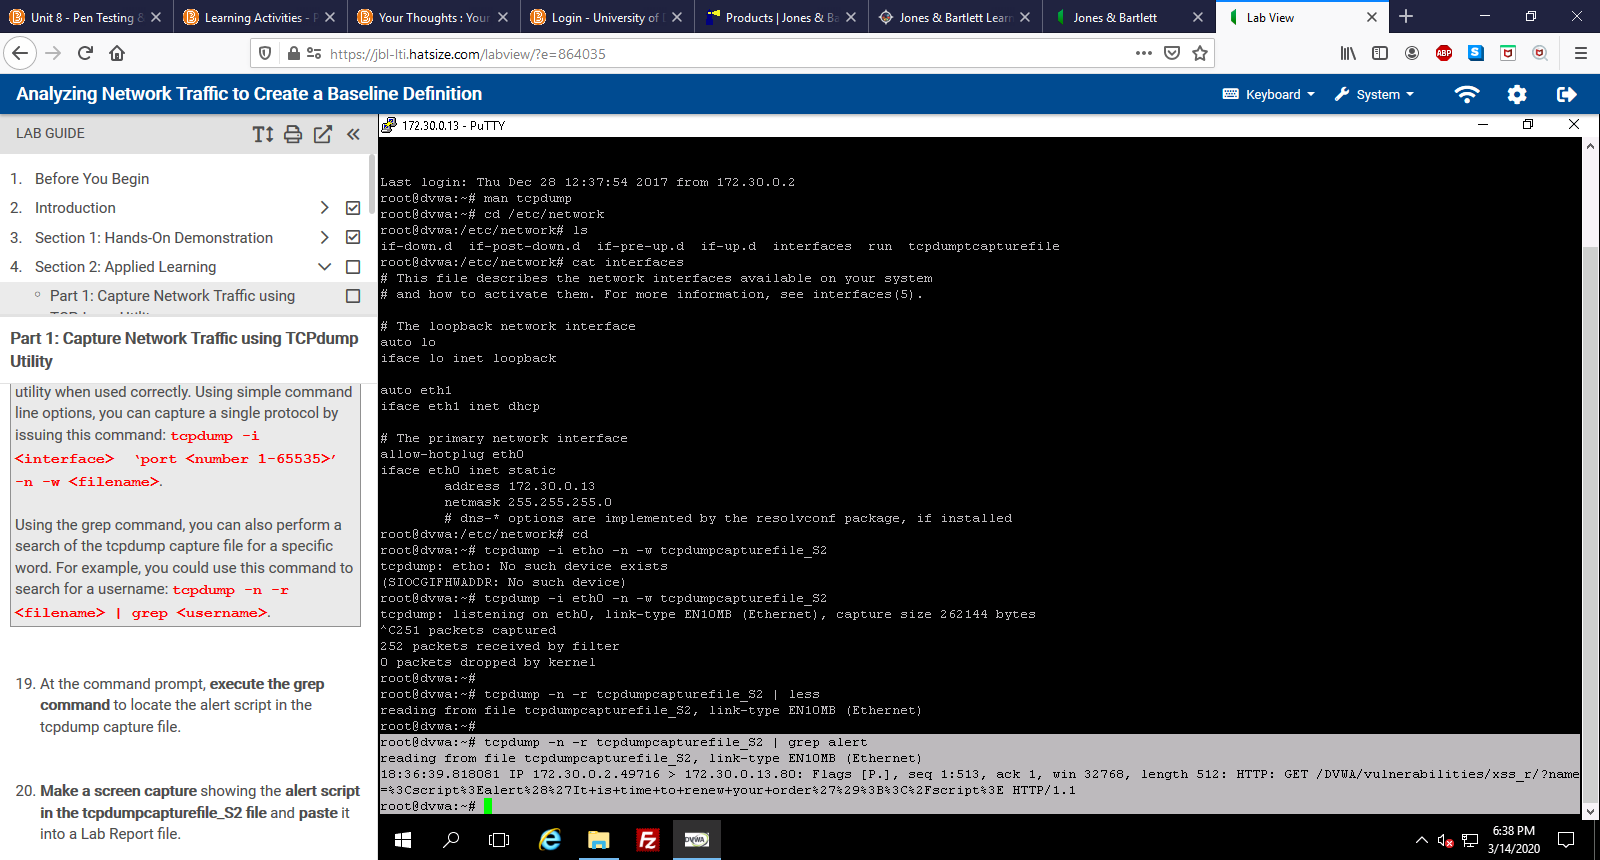 Unit 8 - Pen Testing &
Learning Activities - P
Your Thoughts : Your
Login - University of
Products | Jones & Ba
Jones & Bartlett Learn
Jones & Bartlett
Lab View
https://jbl-lti.hatsize.com/labview/?e=864035
ABP
Analyzing Network Traffic to Create a Baseline Definition
Keyboard
System
LAB GUIDE
1. Before You Begin
2. Introduction
3. Section 1: Hands-On Demonstration
4. Section 2: Applied Learning
Part 1: Capture Network Traffic using
Part 1: Capture Network Traffic using TCPdump
Utility
utility when used correctly. Using simple command
line options, you can capture a single protocol by
issuing this command: tcpdump -i
<interface> ‘port <number 1-65535>’
-n -w <filename>.
Using the grep command, you can also perform a
search of the tcpdump capture file for a specific
word. For example, you could use this command to
search for a username: tcpdump -n -r
<filename> | grep <username>.
19. At the command prompt, execute the grep
command to locate the alert script in the
tcpdump capture file.
20. Make a screen capture showing the alert script
in the tcpdumpcapturefile_S2 file and paste it
into a Lab Report file.
172.30.0.13 - PuTTY
Last login: Thu Dec 28 12:37:54 2017 from 172.30.0.2
root@dvwa:~# man tcpdump
root@dvwa:~# cd /etc/network
root@dvwa:/etc/network# ls
if-down.d  if-post-down.d  if-pre-up.d  if-up.d  interfaces  run  tcpdumptcapturefile
root@dvwa:/etc/network# cat interfaces
# This file describes the network interfaces available on your system
# and how to activate them. For more information, see interfaces(5).
# The loopback network interface
auto lo
iface lo inet loopback
auto eth1
iface eth1 inet dhcp
# The primary network interface
allow-hotplug eth0
iface eth0 inet static
address 172.30.0.13
netmask 255.255.255.0
# dns-* options are implemented by the resolvconf package, if installed
root@dvwa:/etc/network# cd
root@dvwa:~# tcpdump -i etho -n -w tcpdumpcapturefile_S2
tcpdump: etho: No such device exists
(SIOCGIFHWADDR: No such device)
root@dvwa:~# tcpdump -i eth0 -n -w tcpdumpcapturefile_S2
tcpdump: listening on eth0, link-type EN10MB (Ethernet), capture size 262144 bytes
^C251 packets captured
252 packets received by filter
0 packets dropped by kernel
root@dvwa:~#
root@dvwa:~# tcpdump -n -r tcpdumpcapturefile_S2 | less
reading from file tcpdumpcapturefile_S2, link-type EN10MB (Ethernet)
root@dvwa:~#
root@dvwa:~# tcpdump -n -r tcpdumpcapturefile_S2 | grep alert
reading from file tcpdumpcapturefile_S2, link-type EN10MB (Ethernet)
18:36:39.818081 IP 172.30.0.2.49716 > 172.30.0.13.80: Flags [P.], seq 1:513, ack 1, win 32768, length 512: HTTP: GET /DVWA/vulnerabilities/xss_r/?name
=%3Cscript%3Ealert%28%27It+is+time+to+renew+your+order%27%29%3B%3C%2Fscript%3E HTTP/1.1
root@dvwa:~#
Fz
DVWA
6:38 PM
3/14/2020